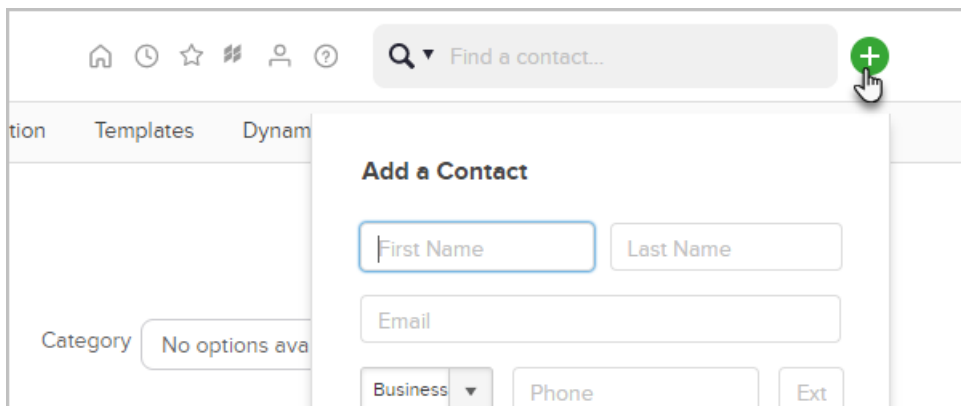 Find a contact...
tion Templates Dynam
Add a Contact
First Name Last Name
Email
Category No options ava
Business Phone Ext